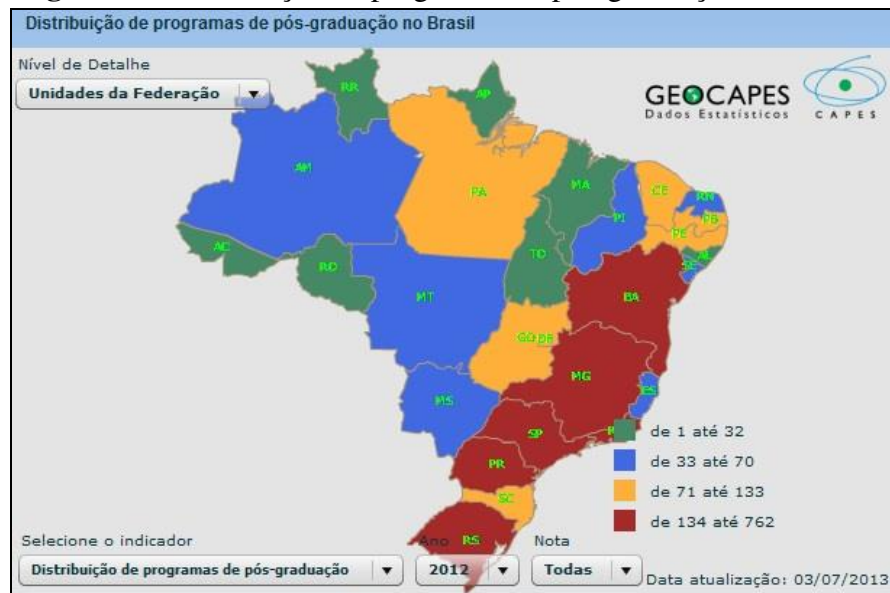 Distribuição de programas de pós-graduação no Brasil
Nível de Detalhe
Unidades da Federação
GEOCAPES
Dados Estatísticos
CAPES
RR
AP
AM
PA
MA
CE
RN
PI
PB
PE
AC
TO
AL
SE
RO
BA
MT
GO DF
MG
ES
MS
SP
PR
SC
RS
de 1 até 32
de 33 até 70
de 71 até 133
de 134 até 762
Selecione o indicador
Ano
Nota
Distribuição de programas de pós-graduação
2012
Todas
Data atualização: 03/07/2013